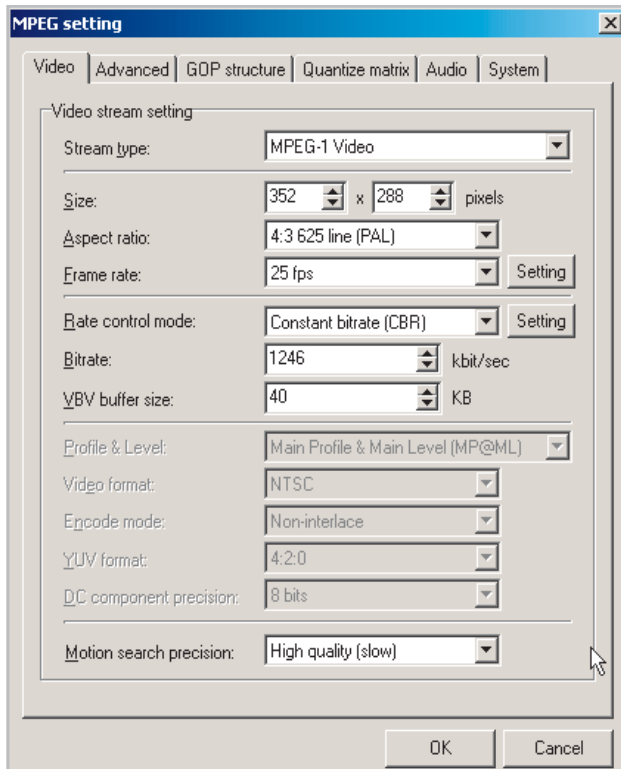 MPEG setting
Video Advanced GOP structure Quantize matrix Audio System
Video stream setting
Stream type: MPEG-1 Video
Size: 352 x 288 pixels
Aspect ratio: 4:3 625 line (PAL)
Frame rate: 25 fps Setting
Rate control mode: Constant bitrate (CBR) Setting
Bitrate: 1246 kbit/sec
VBV buffer size: 40 KB
Profile & Level: Main Profile & Main Level (MP@ML)
Video format: NTSC
Encode mode: Non-interlace
YUV format: 4:2:0
DC component precision: 8 bits
Motion search precision: High quality (slow)
OK Cancel